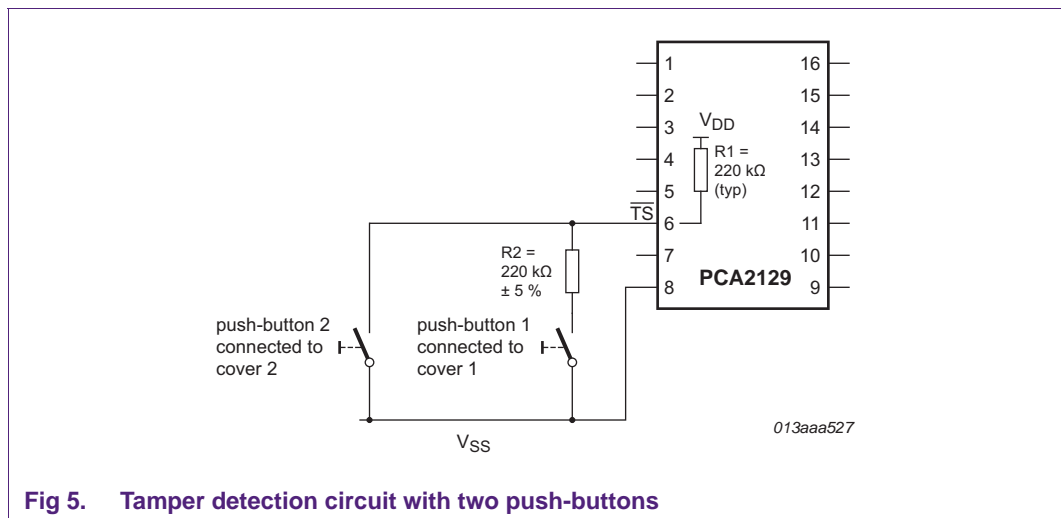 1
2
3
4
5
6
7
8
16
15
14
13
12
11
10
9
VDD
R1 =
220 kΩ
(typ)
TS
PCA2129
R2 =
220 kΩ
± 5 %
push-button 2
connected to
cover 2
push-button 1
connected to
cover 1
VSS
013aaa527
Fig 5. Tamper detection circuit with two push-buttons